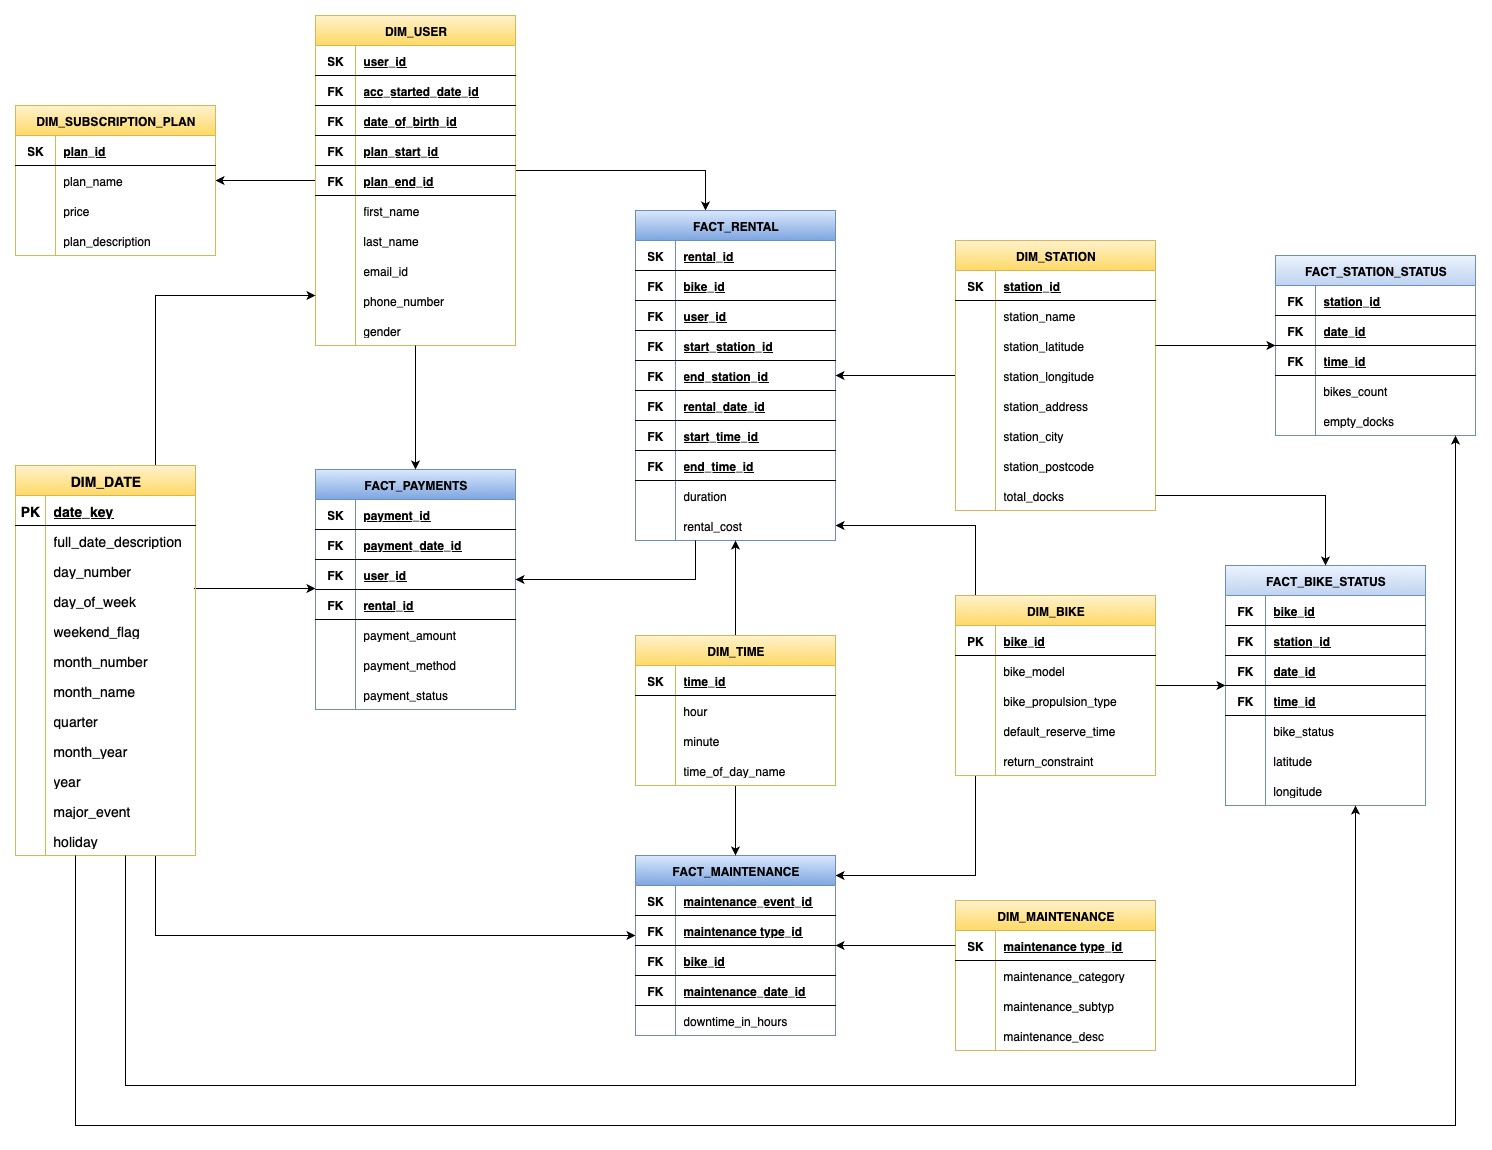 DIM_USER
SK user_id
FK acc_started_date_id
FK date_of_birth_id
FK plan_start_id
FK plan_end_id
first_name
last_name
email_id
phone_number
gender
DIM_SUBSCRIPTION_PLAN
SK plan_id
plan_name
price
plan_description
FACT_RENTAL
SK rental_id
FK bike_id
FK user_id
FK start_station_id
FK end_station_id
FK rental_date_id
FK start_time_id
FK end_time_id
duration
rental_cost
DIM_STATION
SK station_id
station_name
station_latitude
station_longitude
station_address
station_city
station_postcode
total_docks
FACT_STATION_STATUS
FK station_id
FK date_id
FK time_id
bikes_count
empty_docks
DIM_DATE
PK date_key
full_date_description
day_number
day_of_week
weekend_flag
month_number
month_name
quarter
month_year
year
major_event
holiday
FACT_PAYMENTS
SK payment_id
FK payment_date_id
FK user_id
FK rental_id
payment_amount
payment_method
payment_status
DIM_TIME
SK time_id
hour
minute
time_of_day_name
DIM_BIKE
PK bike_id
bike_model
bike_propulsion_type
default_reserve_time
return_constraint
FACT_BIKE_STATUS
FK bike_id
FK station_id
FK date_id
FK time_id
bike_status
latitude
longitude
FACT_MAINTENANCE
SK maintenance_event_id
FK maintenance type_id
FK bike_id
FK maintenance_date_id
downtime_in_hours
DIM_MAINTENANCE
SK maintenance type_id
maintenance_category
maintenance_subtyp
maintenance_desc